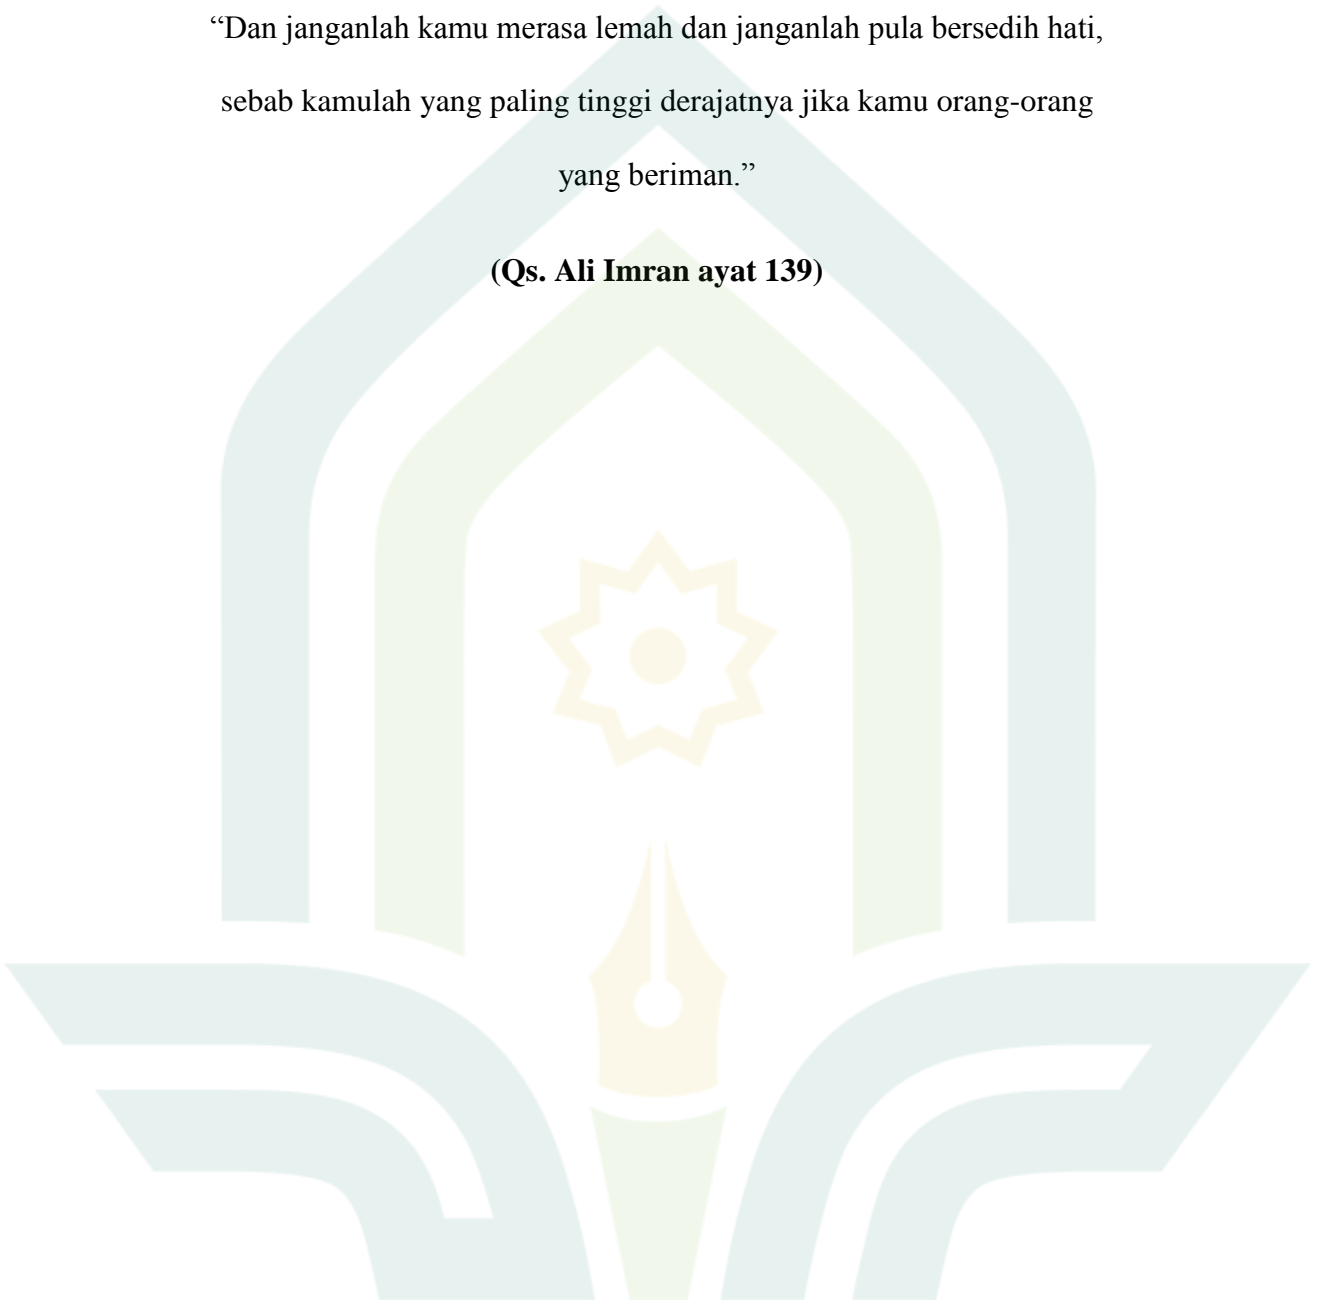 “Dan janganlah kamu merasa lemah dan janganlah pula bersedih hati,
sebab kamulah yang paling tinggi derajatnya jika kamu orang-orang
yang beriman.”
(Qs. Ali Imran ayat 139)